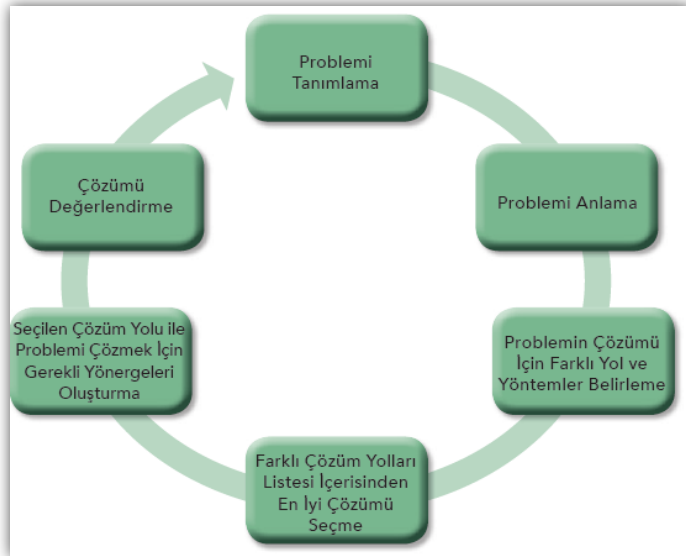 Problemi
Tanımlama
Problemi Anlama
Problemin Çözümü
İçin Farklı Yol ve
Yöntemler Belirleme
Farklı Çözüm Yolları
Listesi İçerisinden
En İyi Çözümü
Seçme
Seçilen Çözüm Yolu ile
Problemi Çözmek İçin
Gerekli Yönergeleri
Oluşturma
Çözümü
Değerlendirme